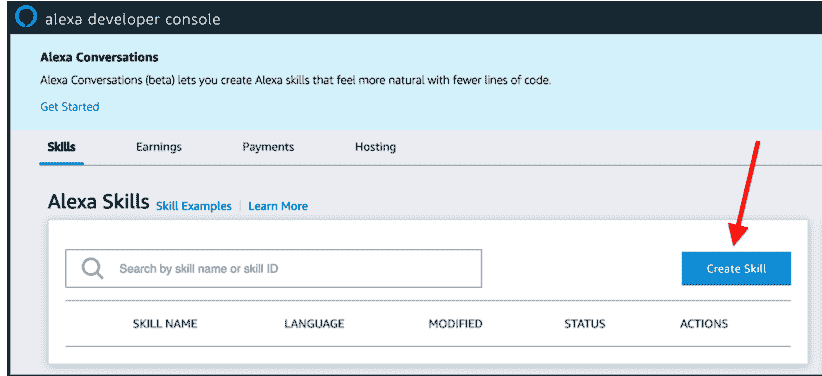 alexa developer console
Alexa Conversations
Alexa Conversations (beta) lets you create Alexa skills that feel more natural with fewer lines of code.
Get Started
Skills Earnings Payments Hosting
Alexa Skills Skill Examples | Learn More
Search by skill name or skill ID Create Skill
SKILL NAME LANGUAGE MODIFIED STATUS ACTIONS